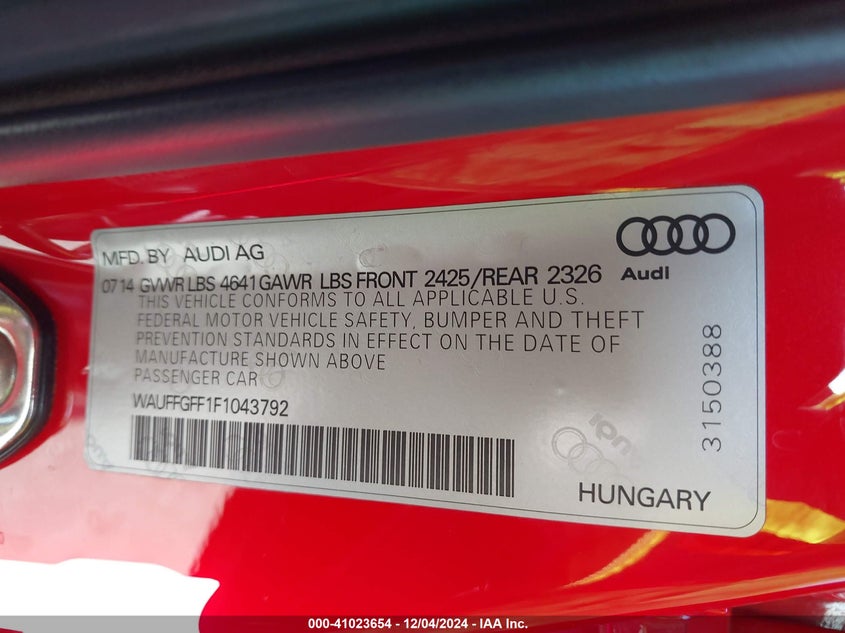 MFD. BY AUDI AG
07 14 GVWR LBS 4641 GAWR LBS FRONT 2425/REAR 2326
THIS VEHICLE CONFORMS TO ALL APPLICABLE U.S.
FEDERAL MOTOR VEHICLE SAFETY, BUMPER AND THEFT
PREVENTION STANDARDS IN EFFECT ON THE DATE OF
MANUFACTURE SHOWN ABOVE
PASSENGER CAR
WAUFFGFF1F1043792
Audi
3150388
HUNGARY
000-41023654 - 12/04/2024 - IAA Inc.